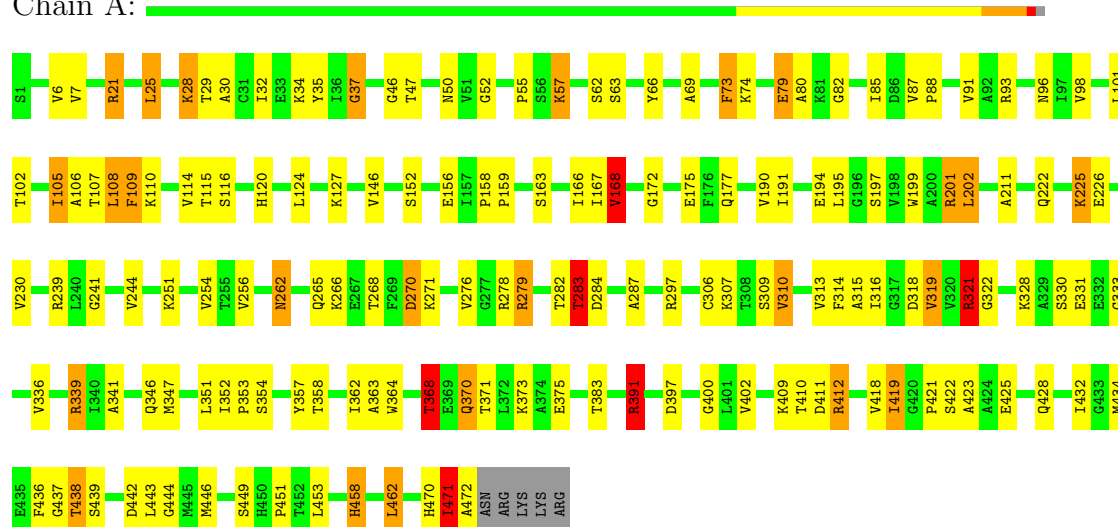 Chain A:
S1 V6 V7 R21 L25 K28 T29 A30 C31 I32 E33 K34 Y35 I36 G37 G46 T47 N50 V51 G52 P55 S56 K57 S62 S63 Y66 A69 F73 K74 E79 A80 K81 G82 I85 D86 V87 P88 V91 A92 R93 N96 I97 V98 L101
T102 I105 A106 T107 L108 F109 K110 V114 T115 S116 H120 L124 K127 V146 S152 E156 I157 P158 P159 S163 I166 I167 V168 G172 E175 F176 Q177 V190 I191 E194 L195 G196 S197 V198 W199 A200 R201 L202 A211 Q222 K225 E226
V230 R239 L240 G241 V244 K251 V254 T255 V256 N262 Q265 K266 E267 T268 F269 D270 K271 V276 G277 R278 R279 T282 T283 D284 A287 R297 C306 K307 T308 S309 V310 V313 F314 A315 I316 G317 D318 V319 V320 R321 G322 K328 A329 S330 E331 E332 G333
V336 R339 I340 A341 Q346 M347 L351 I352 P353 S354 Y357 T358 I362 A363 W364 T368 E369 Q370 T371 L372 K373 A374 E375 T383 R391 D397 G400 L401 V402 K409 T410 D411 R412 V418 I419 G420 P421 S422 A423 A424 E425 Q428 I432 G433 M434
E435 F436 G437 T438 S439 D442 L443 G444 M445 M446 S449 H450 P451 T452 L453 H458 L462 H470 I471 A472 ASN ARG LYS LYS ARG